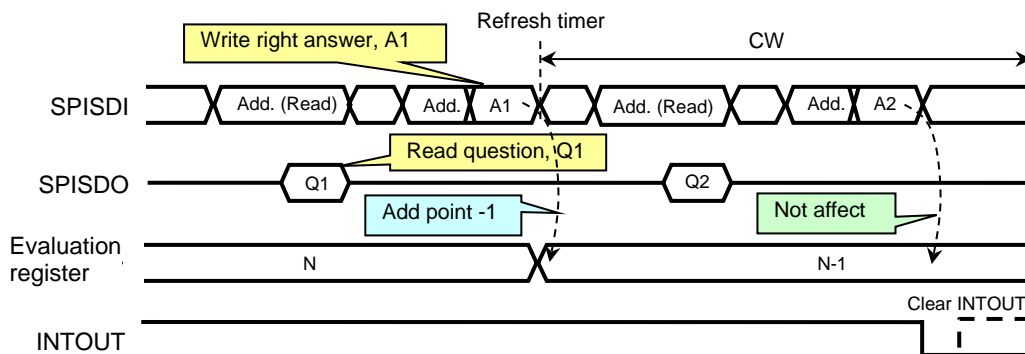 Refresh timer
Write right answer, A1
CW
SPISDI
Add. (Read)
Add.
A1
Add. (Read)
Add.
A2
Read question, Q1
SPISDO
Q1
Q2
Add point -1
Not affect
Evaluation
register
N
N-1
Clear INTOUT
INTOUT